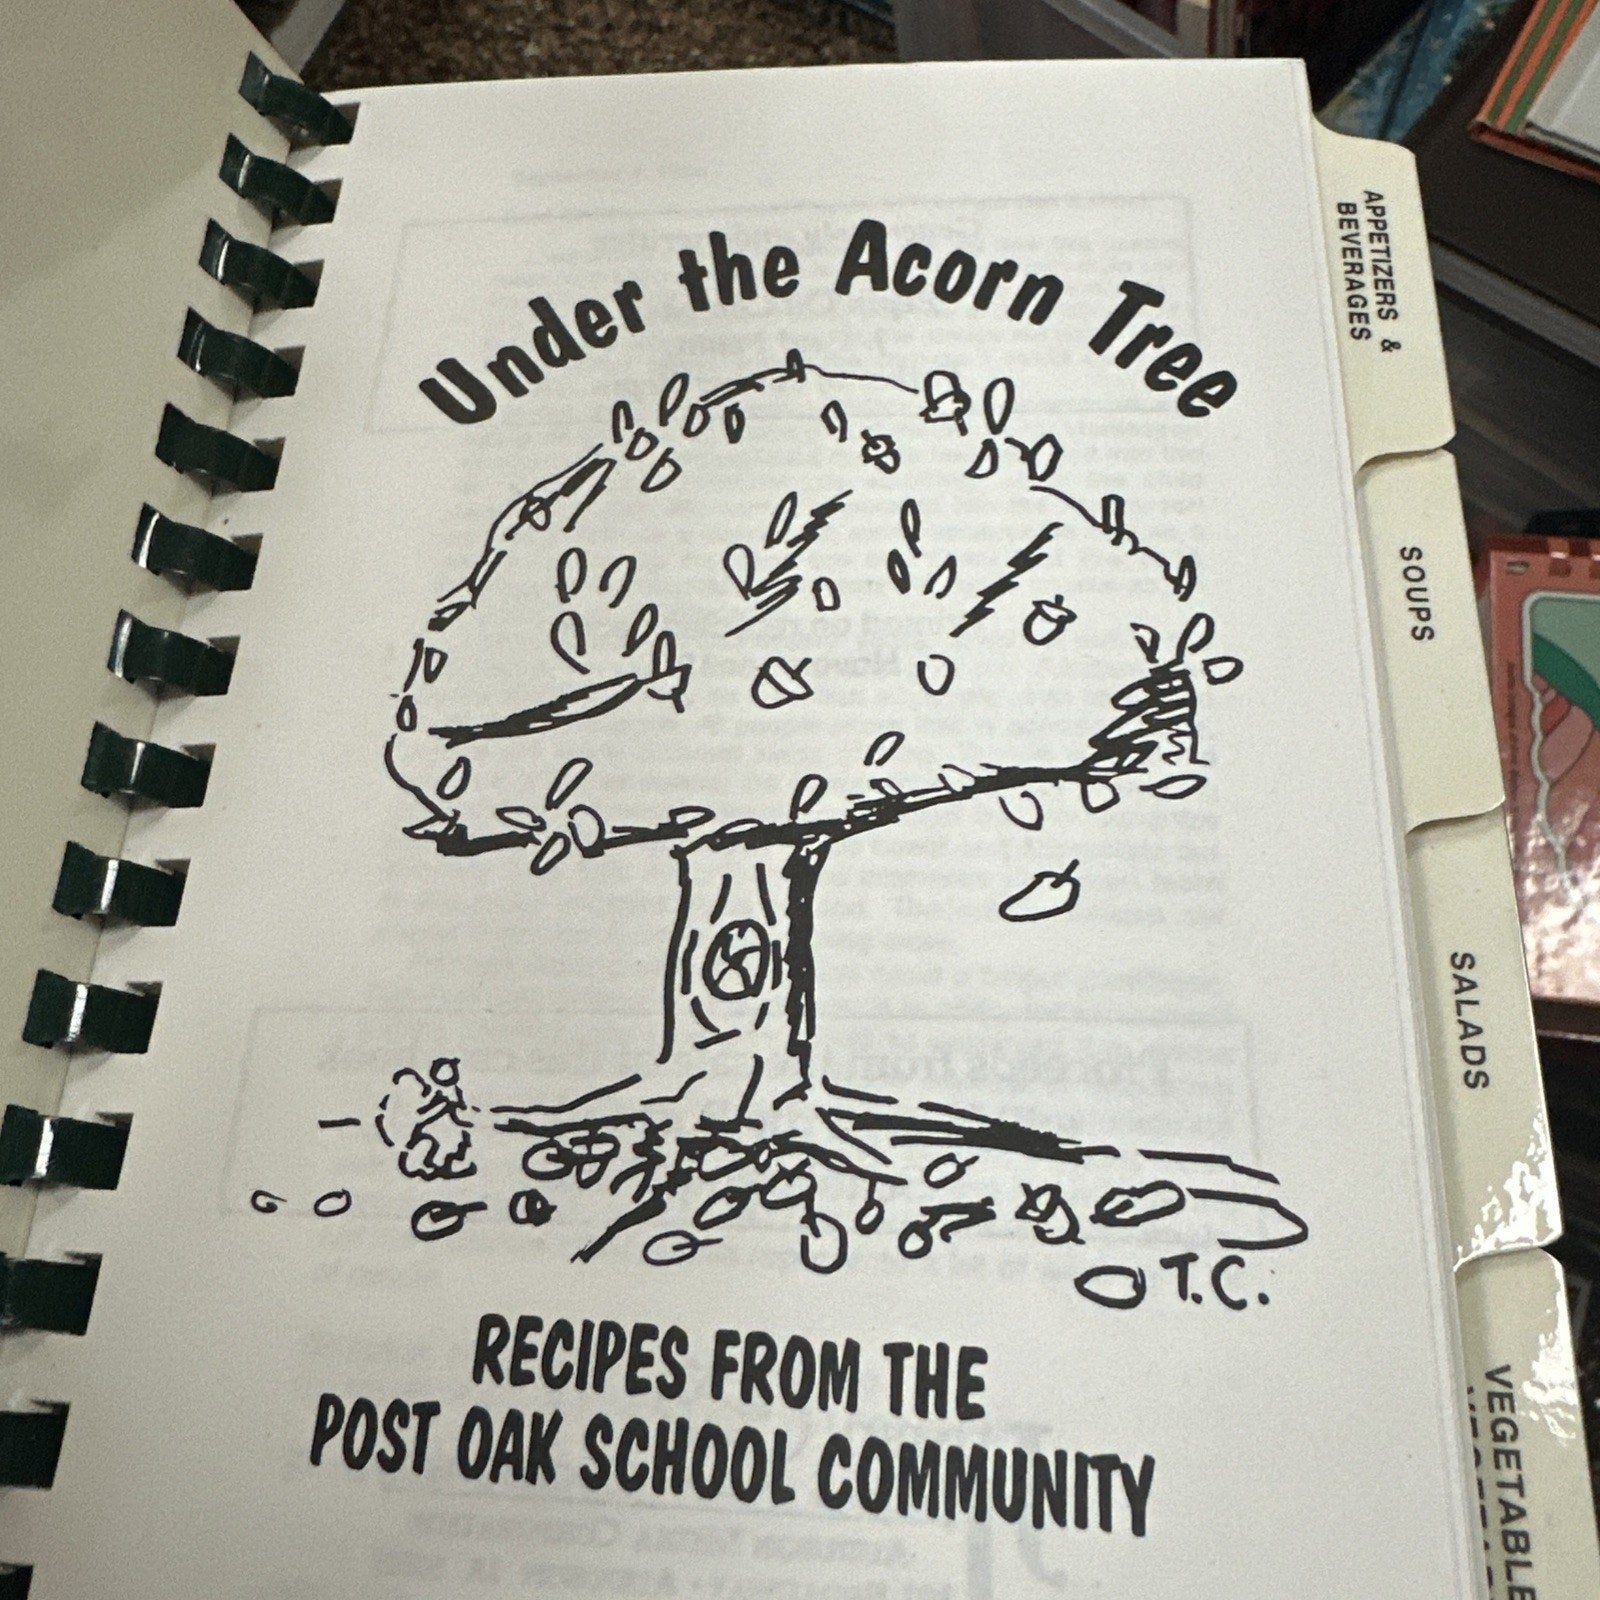 Under the Acorn Tree
T.C.
RECIPES FROM THE
POST OAK SCHOOL COMMUNITY
APPETIZERS &
BEVERAGES
SOUPS
SALADS
VEGETABLE